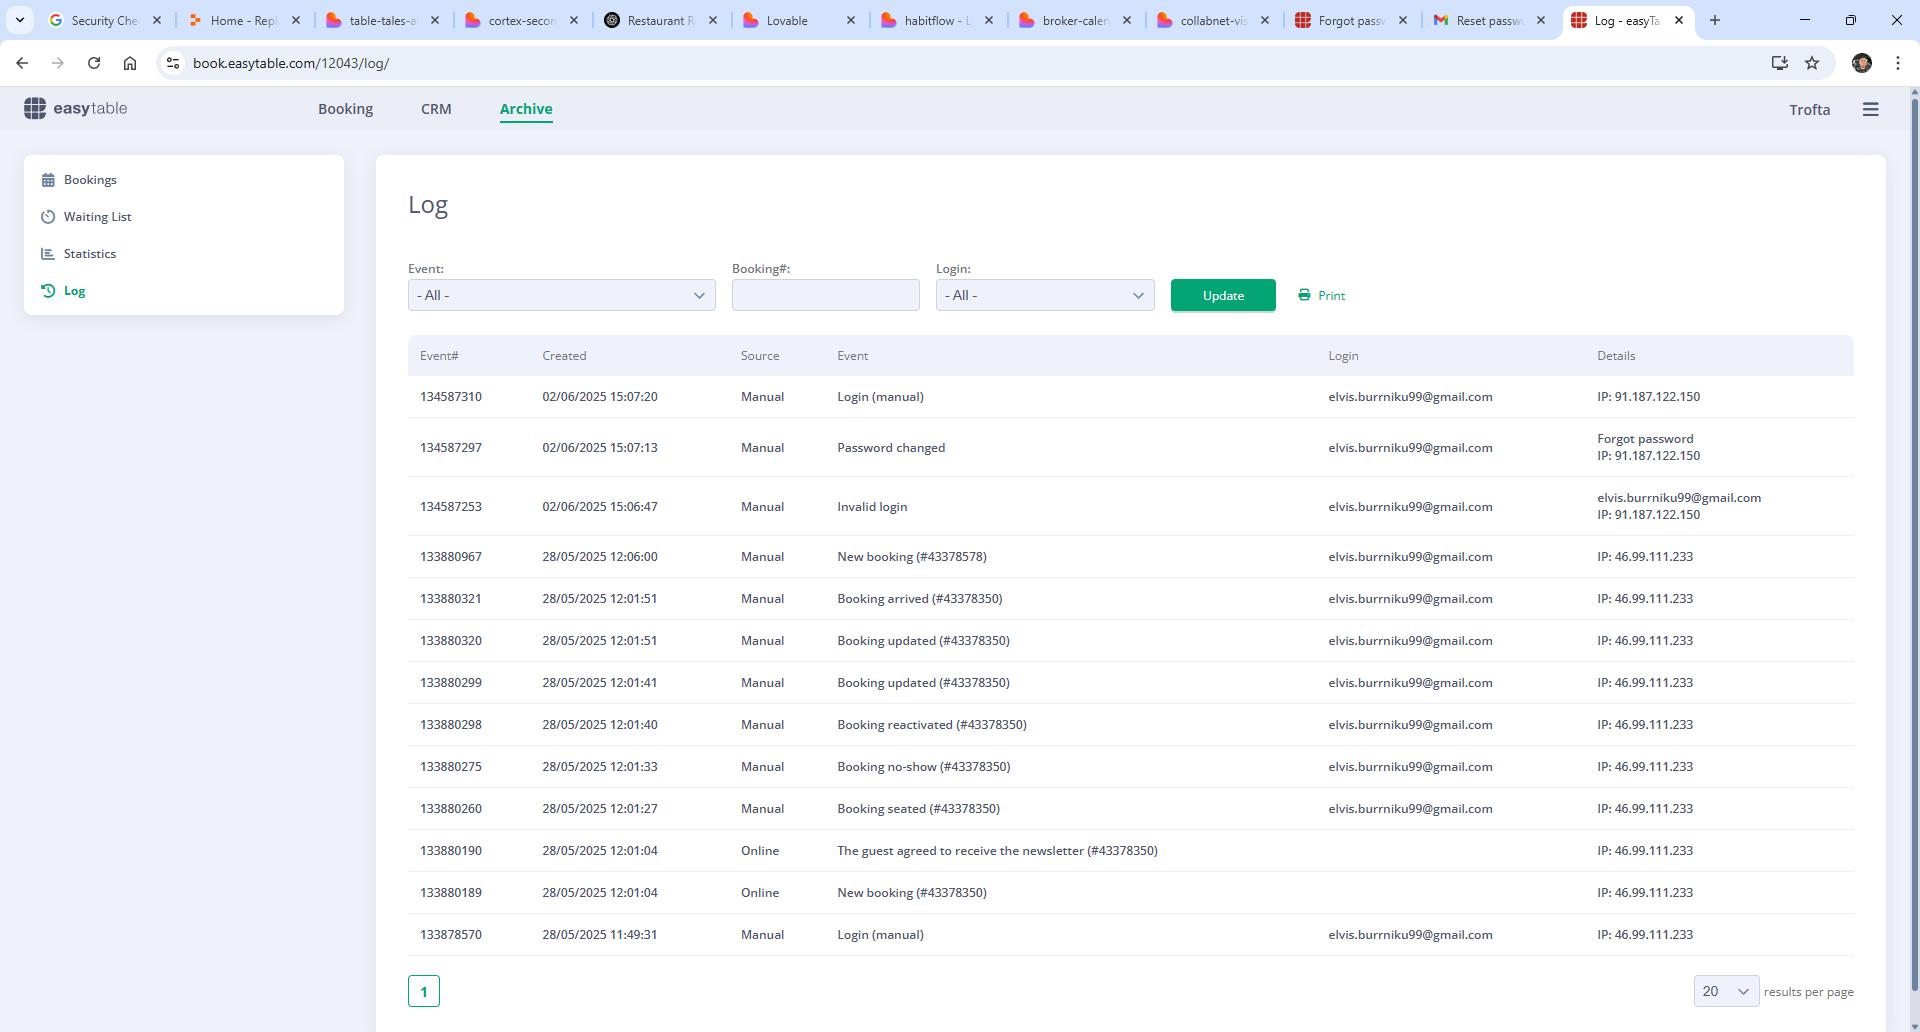 Security Che
Home - Repl
table-tales-a
cortex-secon
Restaurant R
Lovable
habitflow - L
broker-calen
collabnet-vis
Forgot passw
Reset passwo
Log - easyTa
book.easytable.com/12043/log/
easytable
Booking
CRM
Archive
Trofta
Bookings
Waiting List
Statistics
Log
Log
Event:
Booking#:
Login:
- All -
- All -
Update
Print
Event# Created Source Event Login Details
134587310 02/06/2025 15:07:20 Manual Login (manual) elvis.burrniku99@gmail.com IP: 91.187.122.150
134587297 02/06/2025 15:07:13 Manual Password changed elvis.burrniku99@gmail.com Forgot password
IP: 91.187.122.150
134587253 02/06/2025 15:06:47 Manual Invalid login elvis.burrniku99@gmail.com elvis.burrniku99@gmail.com
IP: 91.187.122.150
133880967 28/05/2025 12:06:00 Manual New booking (#43378578) elvis.burrniku99@gmail.com IP: 46.99.111.233
133880321 28/05/2025 12:01:51 Manual Booking arrived (#43378350) elvis.burrniku99@gmail.com IP: 46.99.111.233
133880320 28/05/2025 12:01:51 Manual Booking updated (#43378350) elvis.burrniku99@gmail.com IP: 46.99.111.233
133880299 28/05/2025 12:01:41 Manual Booking updated (#43378350) elvis.burrniku99@gmail.com IP: 46.99.111.233
133880298 28/05/2025 12:01:40 Manual Booking reactivated (#43378350) elvis.burrniku99@gmail.com IP: 46.99.111.233
133880275 28/05/2025 12:01:33 Manual Booking no-show (#43378350) elvis.burrniku99@gmail.com IP: 46.99.111.233
133880260 28/05/2025 12:01:27 Manual Booking seated (#43378350) elvis.burrniku99@gmail.com IP: 46.99.111.233
133880190 28/05/2025 12:01:04 Online The guest agreed to receive the newsletter (#43378350) IP: 46.99.111.233
133880189 28/05/2025 12:01:04 Online New booking (#43378350) IP: 46.99.111.233
133878570 28/05/2025 11:49:31 Manual Login (manual) elvis.burrniku99@gmail.com IP: 46.99.111.233
1
20 results per page